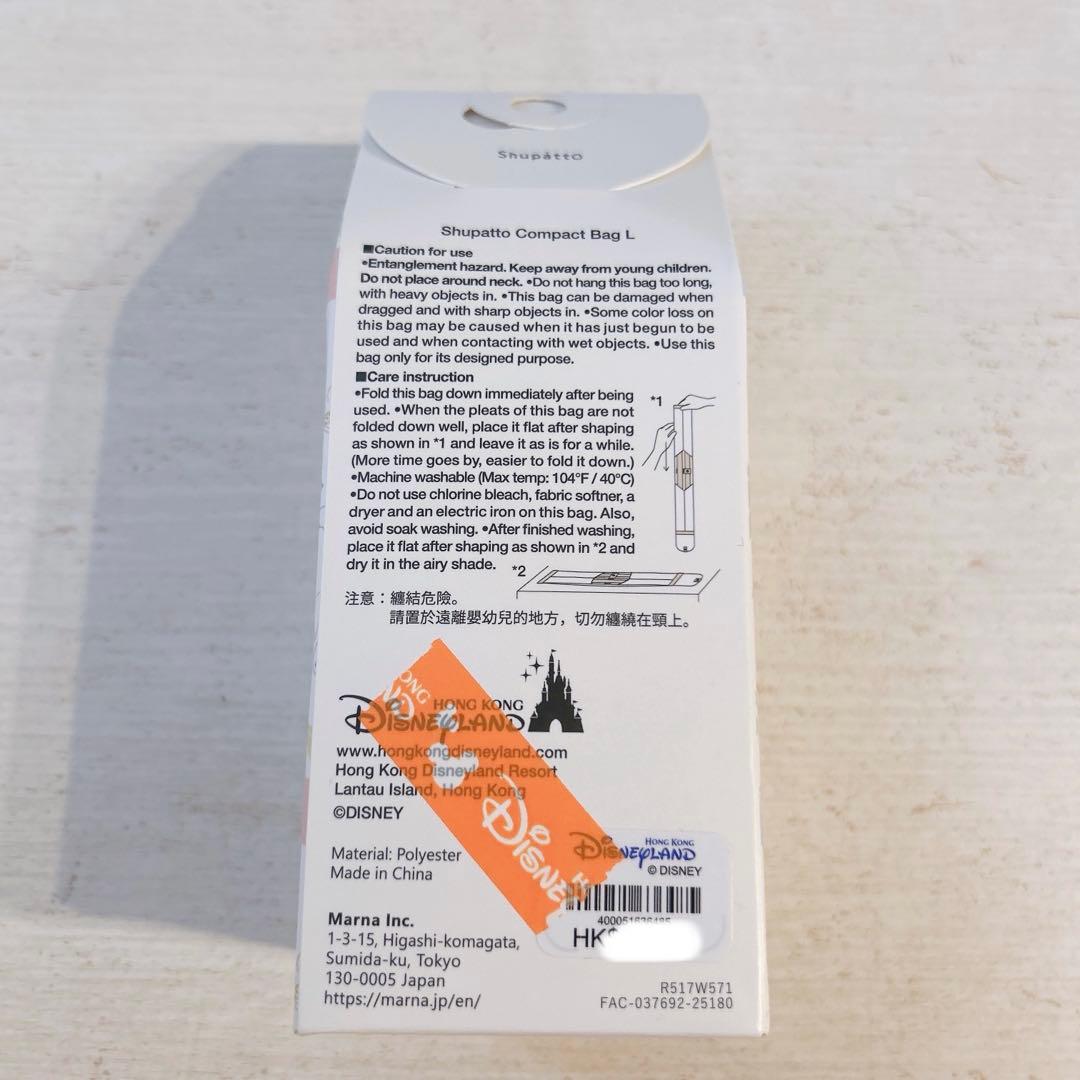 Shupatto
Shupatto Compact Bag L
■Caution for use
•Entanglement hazard. Keep away from young children.
Do not place around neck. •Do not hang this bag too long,
with heavy objects in. •This bag can be damaged when
dragged and with sharp objects in. •Some color loss on
this bag may be caused when it has just begun to be
used and when contacting with wet objects. •Use this
bag only for its designed purpose.
■Care instruction
•Fold this bag down immediately after being
used. •When the pleats of this bag are not
folded down well, place it flat after shaping
as shown in *1 and leave it as is for a while.
(More time goes by, easier to fold it down.)
•Machine washable (Max temp: 104°F / 40°C)
•Do not use chlorine bleach, fabric softner, a
dryer and an electric iron on this bag. Also,
avoid soak washing. •After finished washing,
place it flat after shaping as shown in *2 and
dry it in the airy shade.
*1
*2
注意：纏結危險。
請置於遠離嬰幼兒的地方，切勿纏繞在頸上。
HONG KONG
DISNEYLAND
www.hongkongdisneyland.com
Hong Kong Disneyland Resort
Lantau Island, Hong Kong
©DISNEY
Material: Polyester
Made in China
Marna Inc.
1-3-15, Higashi-komagata,
Sumida-ku, Tokyo
130-0005 Japan
https://marna.jp/en/
HONG KONG
DISNEYLAND
© DISNEY
HK$
R517W571
FAC-037692-25180